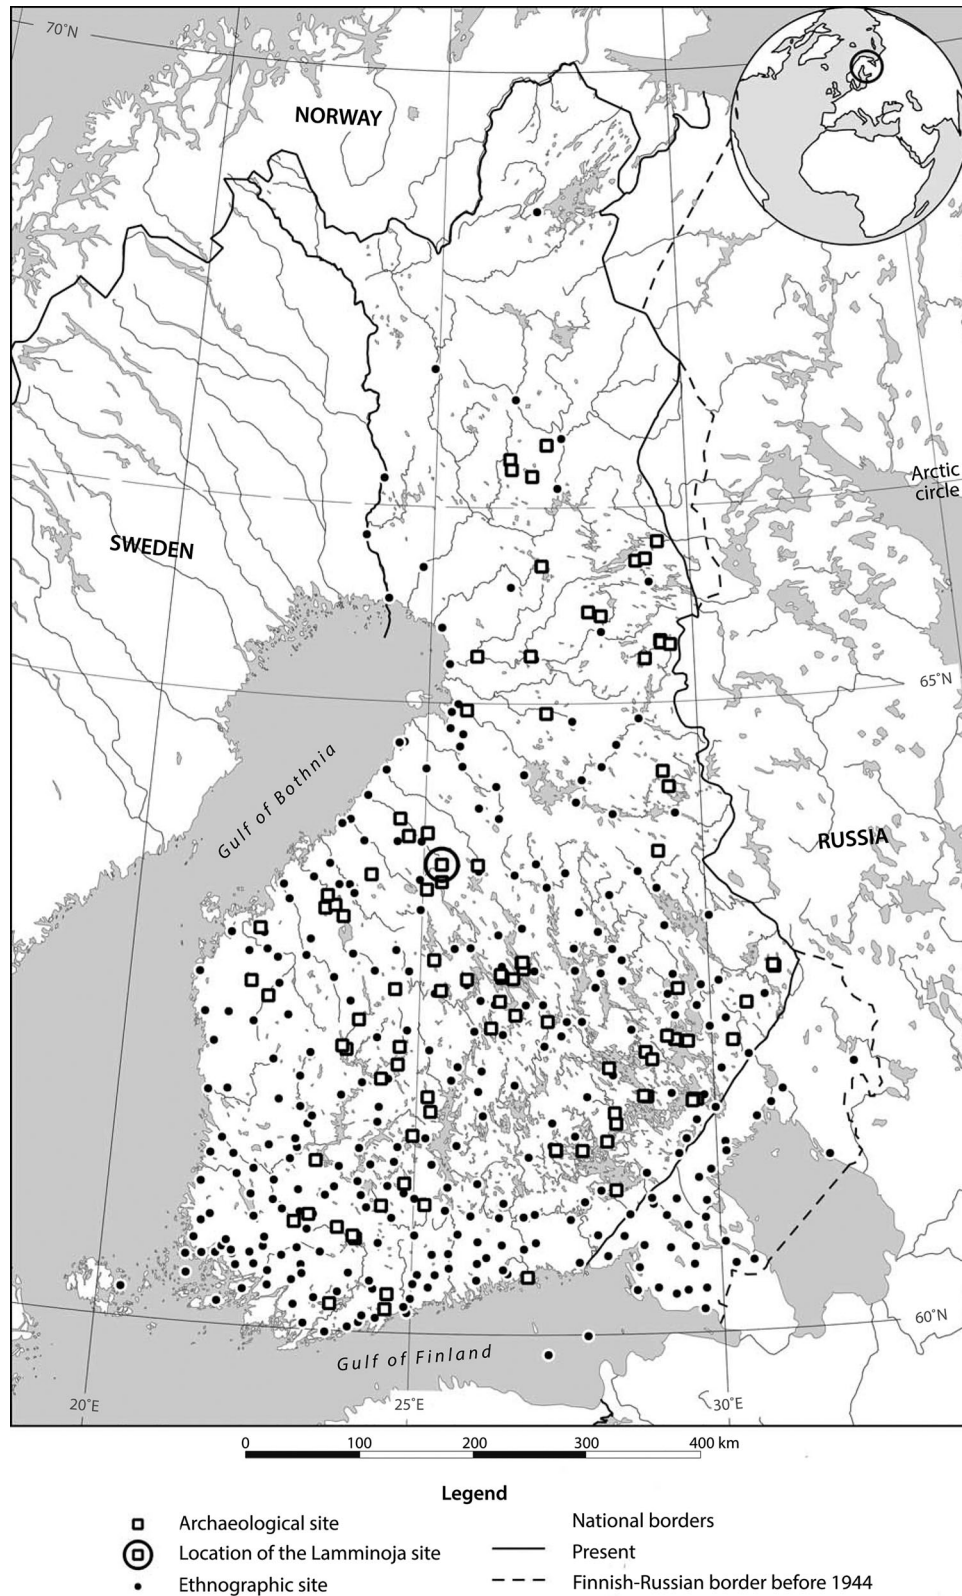 70°N
NORWAY
Arctic
circle
SWEDEN
65°N
Gulf of Bothnia
RUSSIA
60°N
Gulf of Finland
20°E
25°E
30°E
0 100 200 300 400 km
Legend
Archaeological site
Location of the Lamminoja site
Ethnographic site
National borders
Present
Finnish-Russian border before 1944